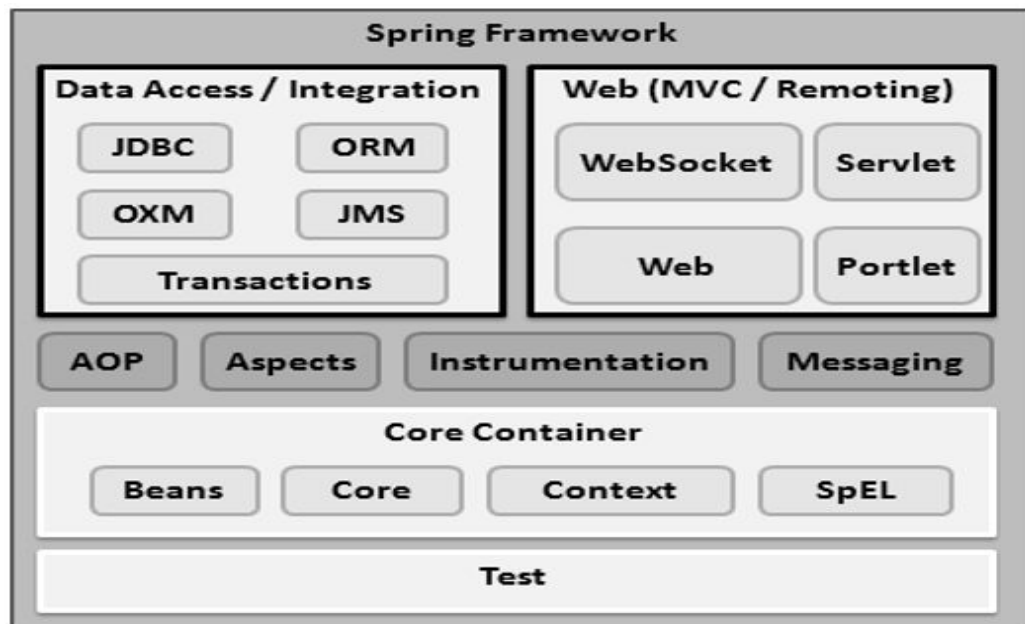 Spring Framework
Data Access / Integration
JDBC
ORM
OXM
JMS
Transactions
Web (MVC / Remoting)
WebSocket
Servlet
Web
Portlet
AOP
Aspects
Instrumentation
Messaging
Core Container
Beans
Core
Context
SpEL
Test